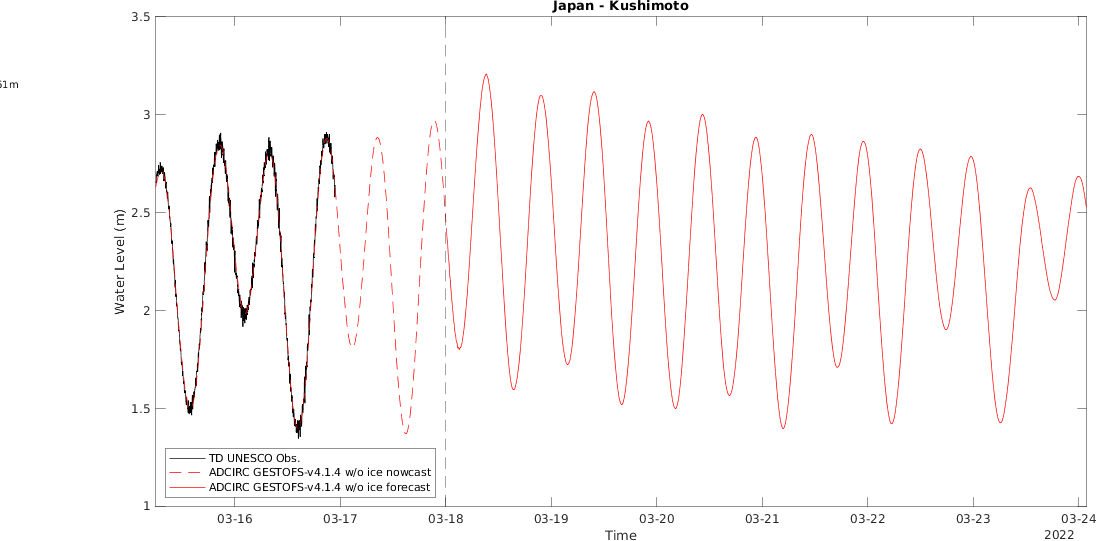 Japan - Kushimoto
3.5
3
2.5
2
1.5
1
Water Level (m)
TD UNESCO Obs.
ADCIRC GESTOFS-v4.1.4 w/o ice nowcast
ADCIRC GESTOFS-v4.1.4 w/o ice forecast
03-16 03-17 03-18 03-19 03-20 03-21 03-22 03-23 03-24
Time
2022